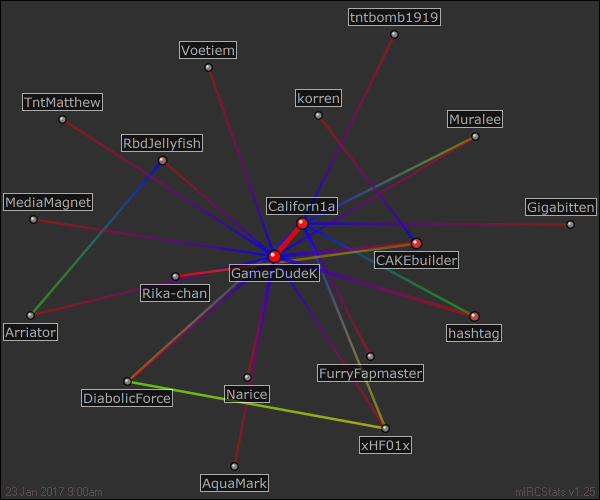 tntbomb1919
Voetiem
TntMatthew
korren
Muralee
RbdJellyfish
MediaMagnet
Californ1a
Gigabitten
CAKEbuilder
GamerDudeK
Rika-chan
Arriator
hashtag
FurryFapmaster
DiabolicForce
Narice
xHF01x
AquaMark
23 Jan 2017 9:00am
mIRCStats v1.25